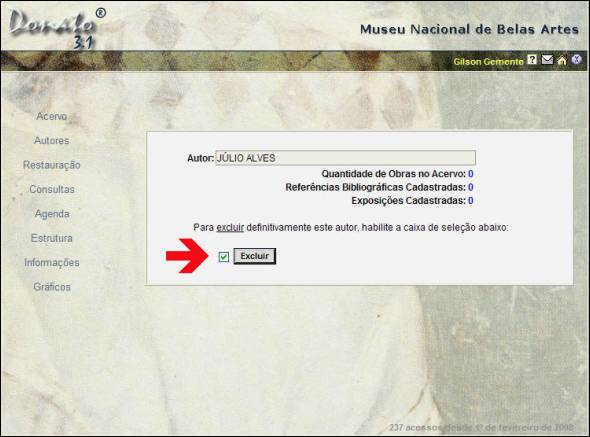 Donato ®
3.1
Museu Nacional de Belas Artes
Gilson Gemente ? X
Acervo
Autores
Restauração
Consultas
Agenda
Estrutura
Informações
Gráficos
Autor: JÚLIO ALVES
Quantidade de Obras no Acervo: 0
Referências Bibliográficas Cadastradas: 0
Exposições Cadastradas: 0
Para excluir definitivamente este autor, habilite a caixa de seleção abaixo:
Excluir
237 acessos desde 1º de fevereiro de 2008